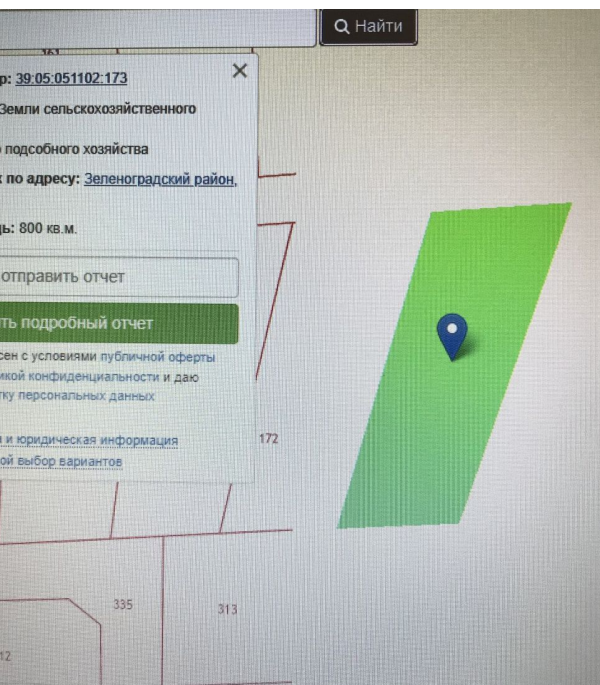 Найти
161
р: 39:05:051102:173
Земли сельскохозяйственного
подсобного хозяйства
по адресу: Зеленоградский район,
ь: 800 кв.м.
отправить отчет
ть подробный отчет
сен с условиями публичной оферты
икой конфиденциальности и даю
тку персональных данных
и юридическая информация
ой выбор вариантов
172
335
313
12